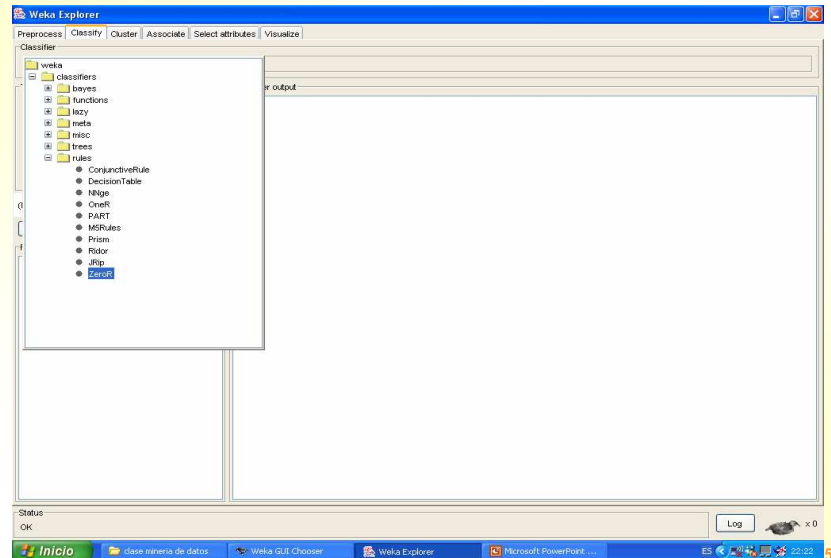 Weka Explorer
Preprocess Classify Cluster Associate Select attributes Visualize
Classifier
weka
classifiers
bayes
functions
lazy
meta
misc
trees
rules
ConjunctiveRule
DecisionTable
NNge
OneR
PART
M5Rules
Prism
Ridor
JRip
ZeroR
er output
Status
OK
Log x 0
Inicio clase mineria de datos Weka GUI Chooser Weka Explorer Microsoft PowerPoint ... ES 22:22
5